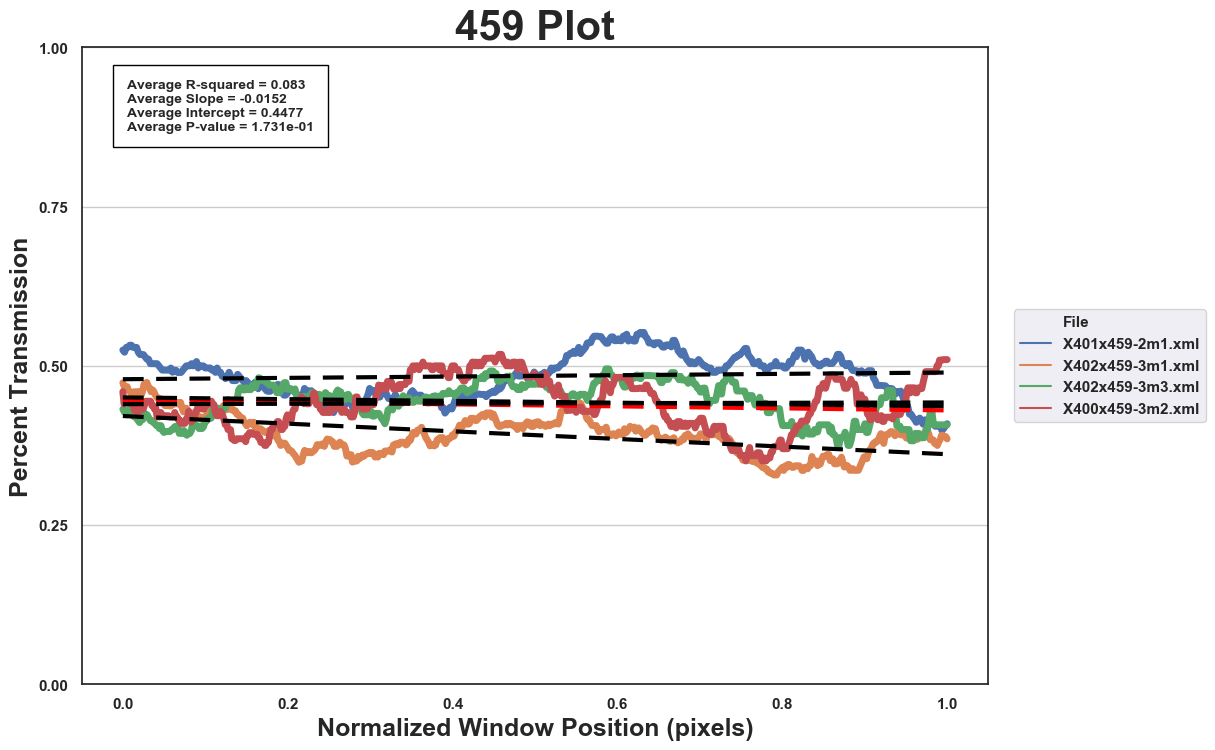 459 Plot
1.00
0.75
0.50
0.25
0.00
Percent Transmission
Average R-squared = 0.083
Average Slope = -0.0152
Average Intercept = 0.4477
Average P-value = 1.731e-01
0.0 0.2 0.4 0.6 0.8 1.0
Normalized Window Position (pixels)
File
X401x459-2m1.xml
X402x459-3m1.xml
X402x459-3m3.xml
X400x459-3m2.xml